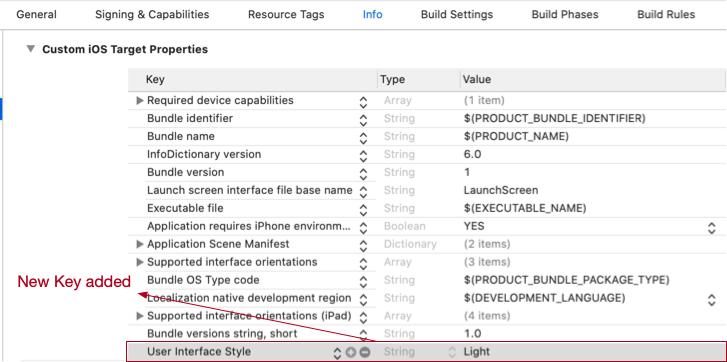 General Signing & Capabilities Resource Tags Info Build Settings Build Phases Build Rules
Custom iOS Target Properties
Key Type Value
Required device capabilities Array (1 item)
Bundle identifier String $(PRODUCT_BUNDLE_IDENTIFIER)
Bundle name String $(PRODUCT_NAME)
InfoDictionary version String 6.0
Bundle version String 1
Launch screen interface file base name String LaunchScreen
Executable file String $(EXECUTABLE_NAME)
Application requires iPhone environm... Boolean YES
Application Scene Manifest Dictionary (2 items)
Supported interface orientations Array (3 items)
New Key added
Bundle OS Type code String $(PRODUCT_BUNDLE_PACKAGE_TYPE)
Localization native development region String $(DEVELOPMENT_LANGUAGE)
Supported interface orientations (iPad) Array (4 items)
Bundle versions string, short String 1.0
User Interface Style String Light